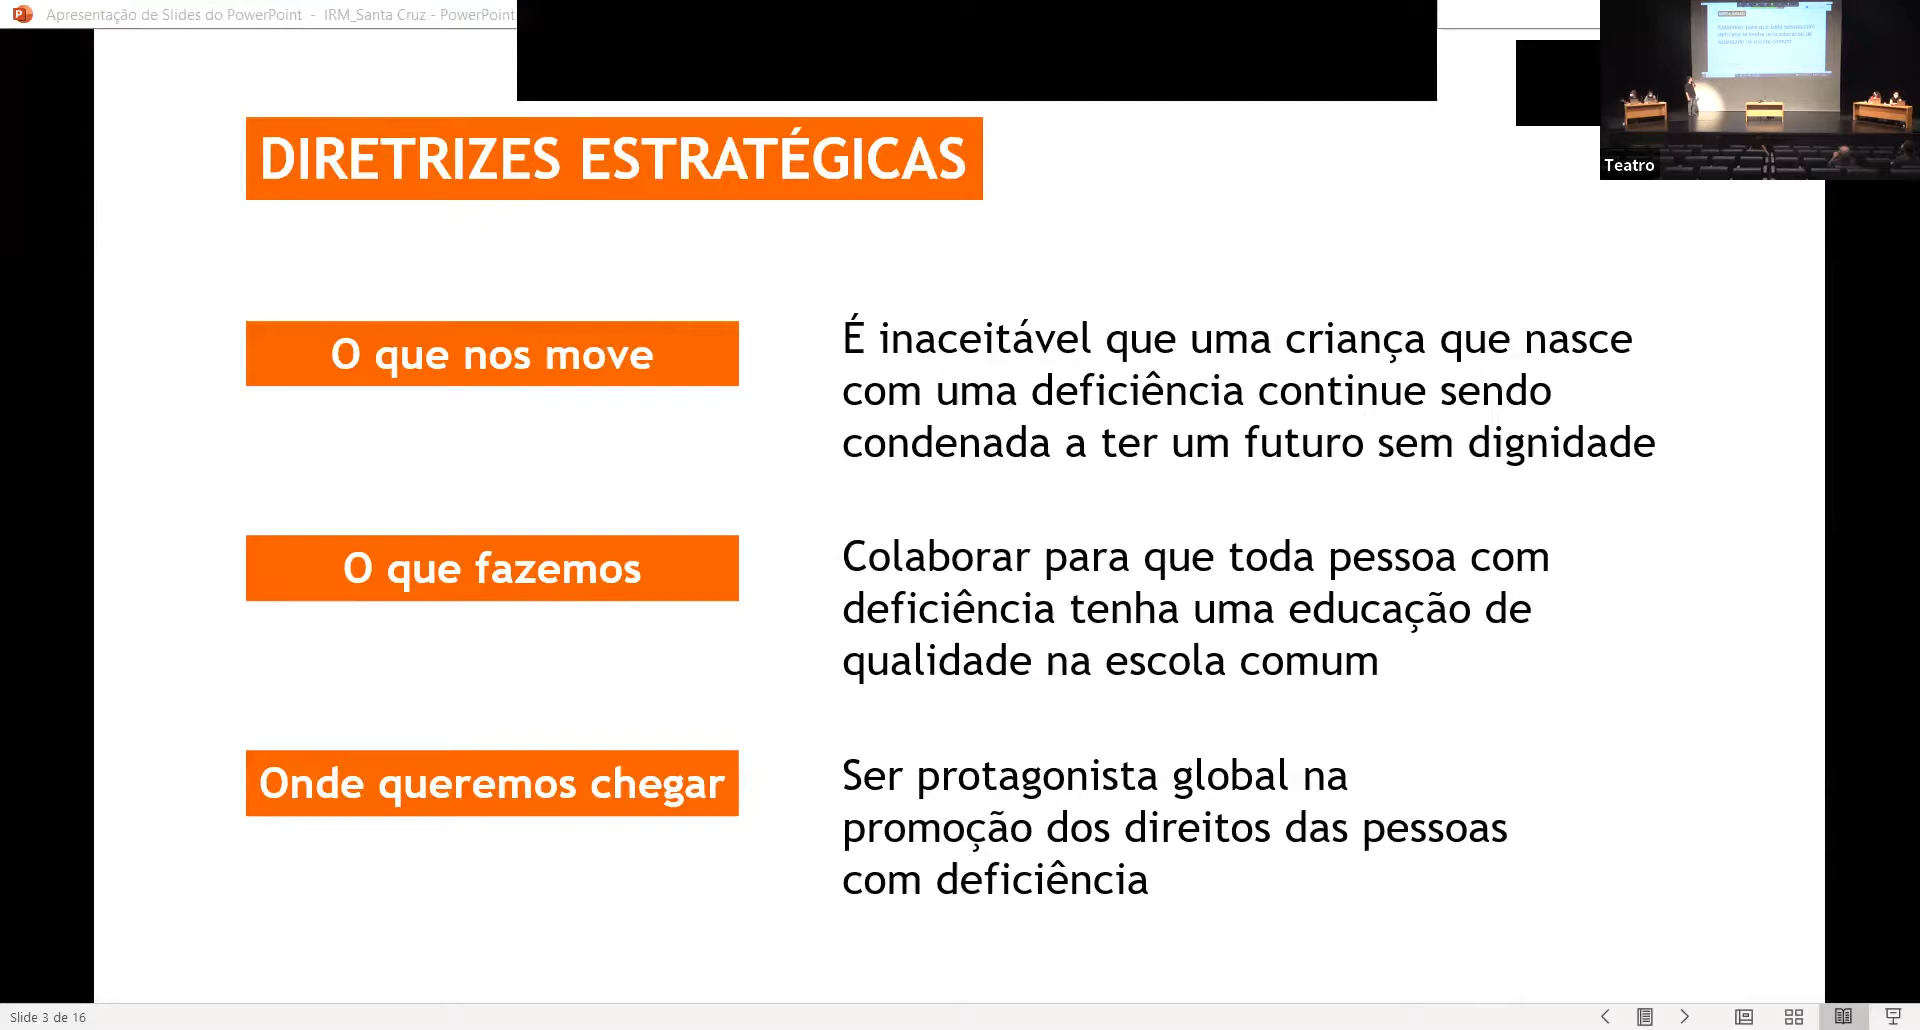 Apresentação de Slides do PowerPoint - IRM_Santa Cruz - PowerPoint
Teatro
DIRETRIZES ESTRATÉGICAS
O que nos move
É inaceitável que uma criança que nasce
com uma deficiência continue sendo
condenada a ter um futuro sem dignidade
O que fazemos
Colaborar para que toda pessoa com
deficiência tenha uma educação de
qualidade na escola comum
Onde queremos chegar
Ser protagonista global na
promoção dos direitos das pessoas
com deficiência
Slide 3 de 16